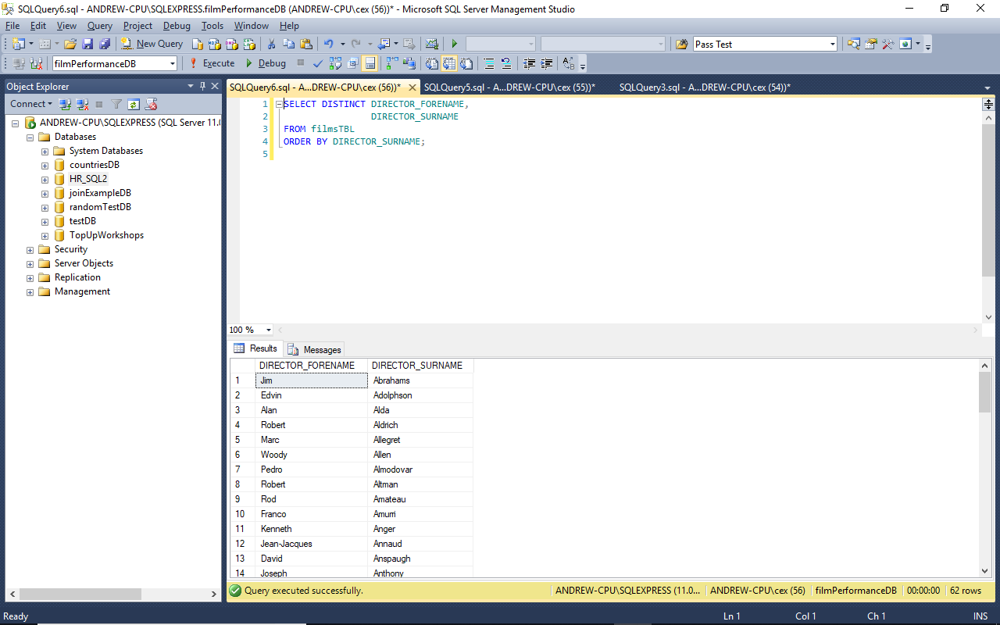 SQLQuery6.sql - ANDREW-CPU\SQLEXPRESS.filmPerformanceDB (ANDREW-CPU\cex (56))* - Microsoft SQL Server Management Studio
File Edit View Query Project Debug Tools Window Help
New Query
Pass Test
filmPerformanceDB
Execute
Debug
Object Explorer
Connect
ANDREW-CPU\SQLEXPRESS (SQL Server 11.0
Databases
System Databases
countriesDB
HR_SQL2
joinExampleDB
randomTestDB
testDB
TopUpWorkshops
Security
Server Objects
Replication
Management
SQLQuery6.sql - A...DREW-CPU\cex (56))*
SQLQuery5.sql - A...DREW-CPU\cex (55))*
SQLQuery3.sql - A...DREW-CPU\cex (54))*
1 SELECT DISTINCT DIRECTOR_FORENAME,
2 DIRECTOR_SURNAME
3 FROM filmsTBL
4 ORDER BY DIRECTOR_SURNAME;
5
100 %
Results
Messages
DIRECTOR_FORENAME DIRECTOR_SURNAME
1 Jim Abrahams
2 Edvin Adolphson
3 Alan Alda
4 Robert Aldrich
5 Marc Allegret
6 Woody Allen
7 Pedro Almodovar
8 Robert Altman
9 Rod Amateau
10 Franco Amurri
11 Kenneth Anger
12 Jean-Jacques Annaud
13 David Anspaugh
14 Joseph Anthony
Query executed successfully.
ANDREW-CPU\SQLEXPRESS (11.0...
ANDREW-CPU\cex (56)
filmPerformanceDB
00:00:00
62 rows
Ready
Ln 1
Col 1
Ch 1
INS